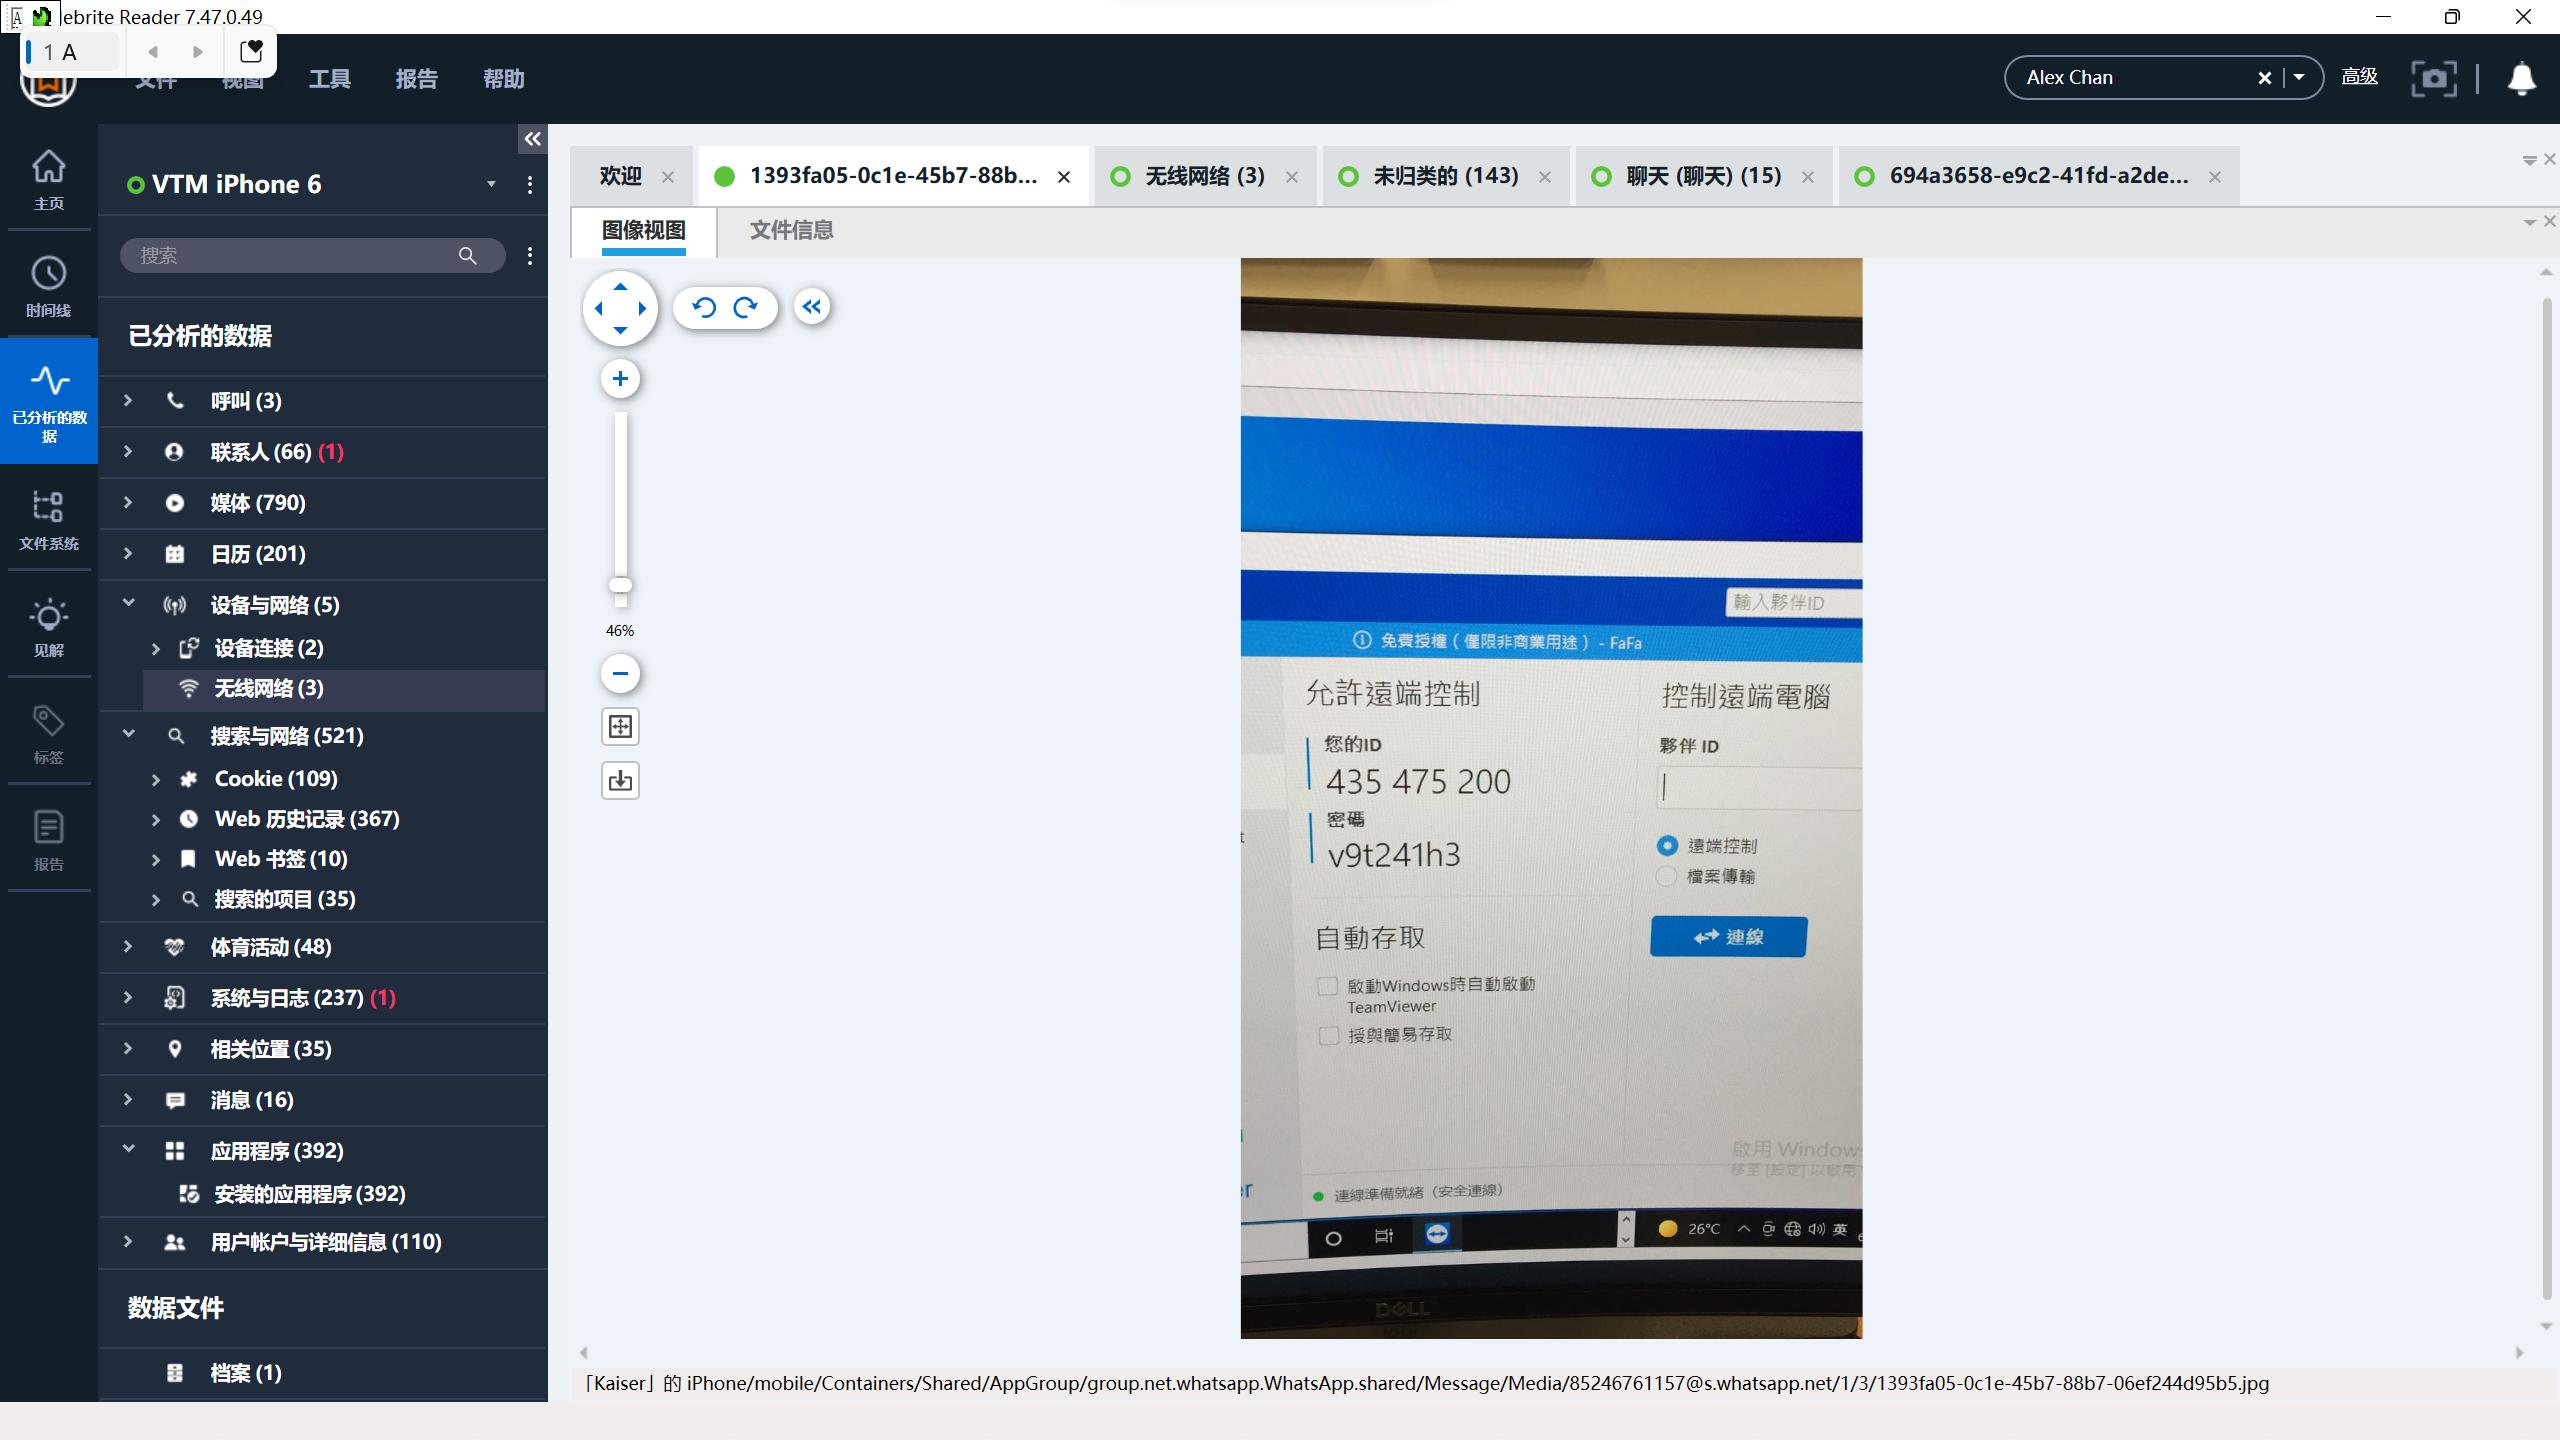 ebrite Reader 7.47.0.49
1 A
文件
视图
工具
报告
帮助
Alex Chan
高级
主页
时间线
已分析的数
据
文件系统
见解
标签
报告
VTM iPhone 6
搜索
已分析的数据
呼叫 (3)
联系人 (66) (1)
媒体 (790)
日历 (201)
设备与网络 (5)
设备连接 (2)
无线网络 (3)
搜索与网络 (521)
Cookie (109)
Web 历史记录 (367)
Web 书签 (10)
搜索的项目 (35)
体育活动 (48)
系统与日志 (237) (1)
相关位置 (35)
消息 (16)
应用程序 (392)
安装的应用程序 (392)
用户帐户与详细信息 (110)
数据文件
档案 (1)
欢迎
1393fa05-0c1e-45b7-88b...
无线网络 (3)
未归类的 (143)
聊天 (聊天) (15)
694a3658-e9c2-41fd-a2de...
图像视图
文件信息
46%
輸入夥伴ID
免費授權（僅限非商業用途） - FaFa
允許遠端控制
您的ID
435 475 200
密碼
v9t241h3
控制遠端電腦
夥伴 ID
遠端控制
檔案傳輸
連線
自動存取
啟動Windows時自動啟動
TeamViewer
授與簡易存取
啟用 Windows
移至 [設定] 以啟用
連線準備就緒（安全連線）
26°C
英
DELL
「Kaiser」的 iPhone/mobile/Containers/Shared/AppGroup/group.net.whatsapp.WhatsApp.shared/Message/Media/85246761157@s.whatsapp.net/1/3/1393fa05-0c1e-45b7-88b7-06ef244d95b5.jpg